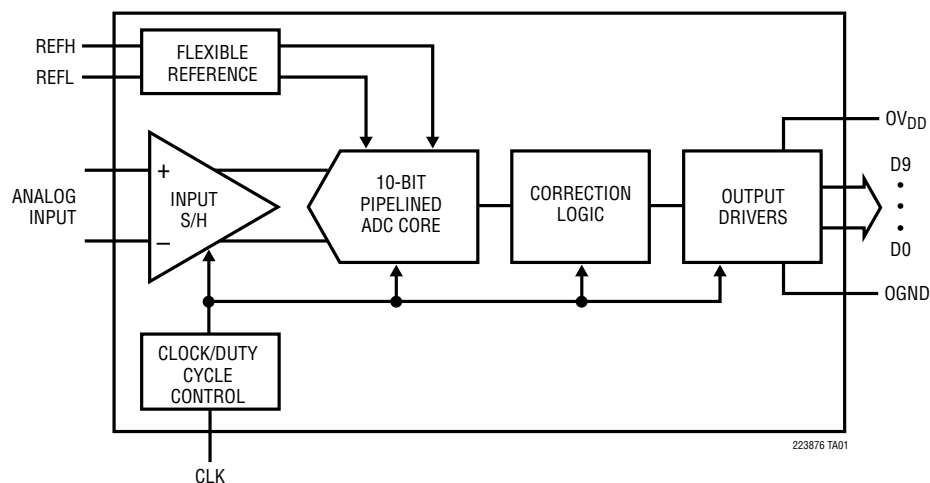 REFH
REFL
FLEXIBLE
REFERENCE
ANALOG
INPUT
+
–
INPUT
S/H
10-BIT
PIPELINED
ADC CORE
CORRECTION
LOGIC
OUTPUT
DRIVERS
OVDD
D9
•
•
•
D0
OGND
CLOCK/DUTY
CYCLE
CONTROL
CLK
223876 TA01